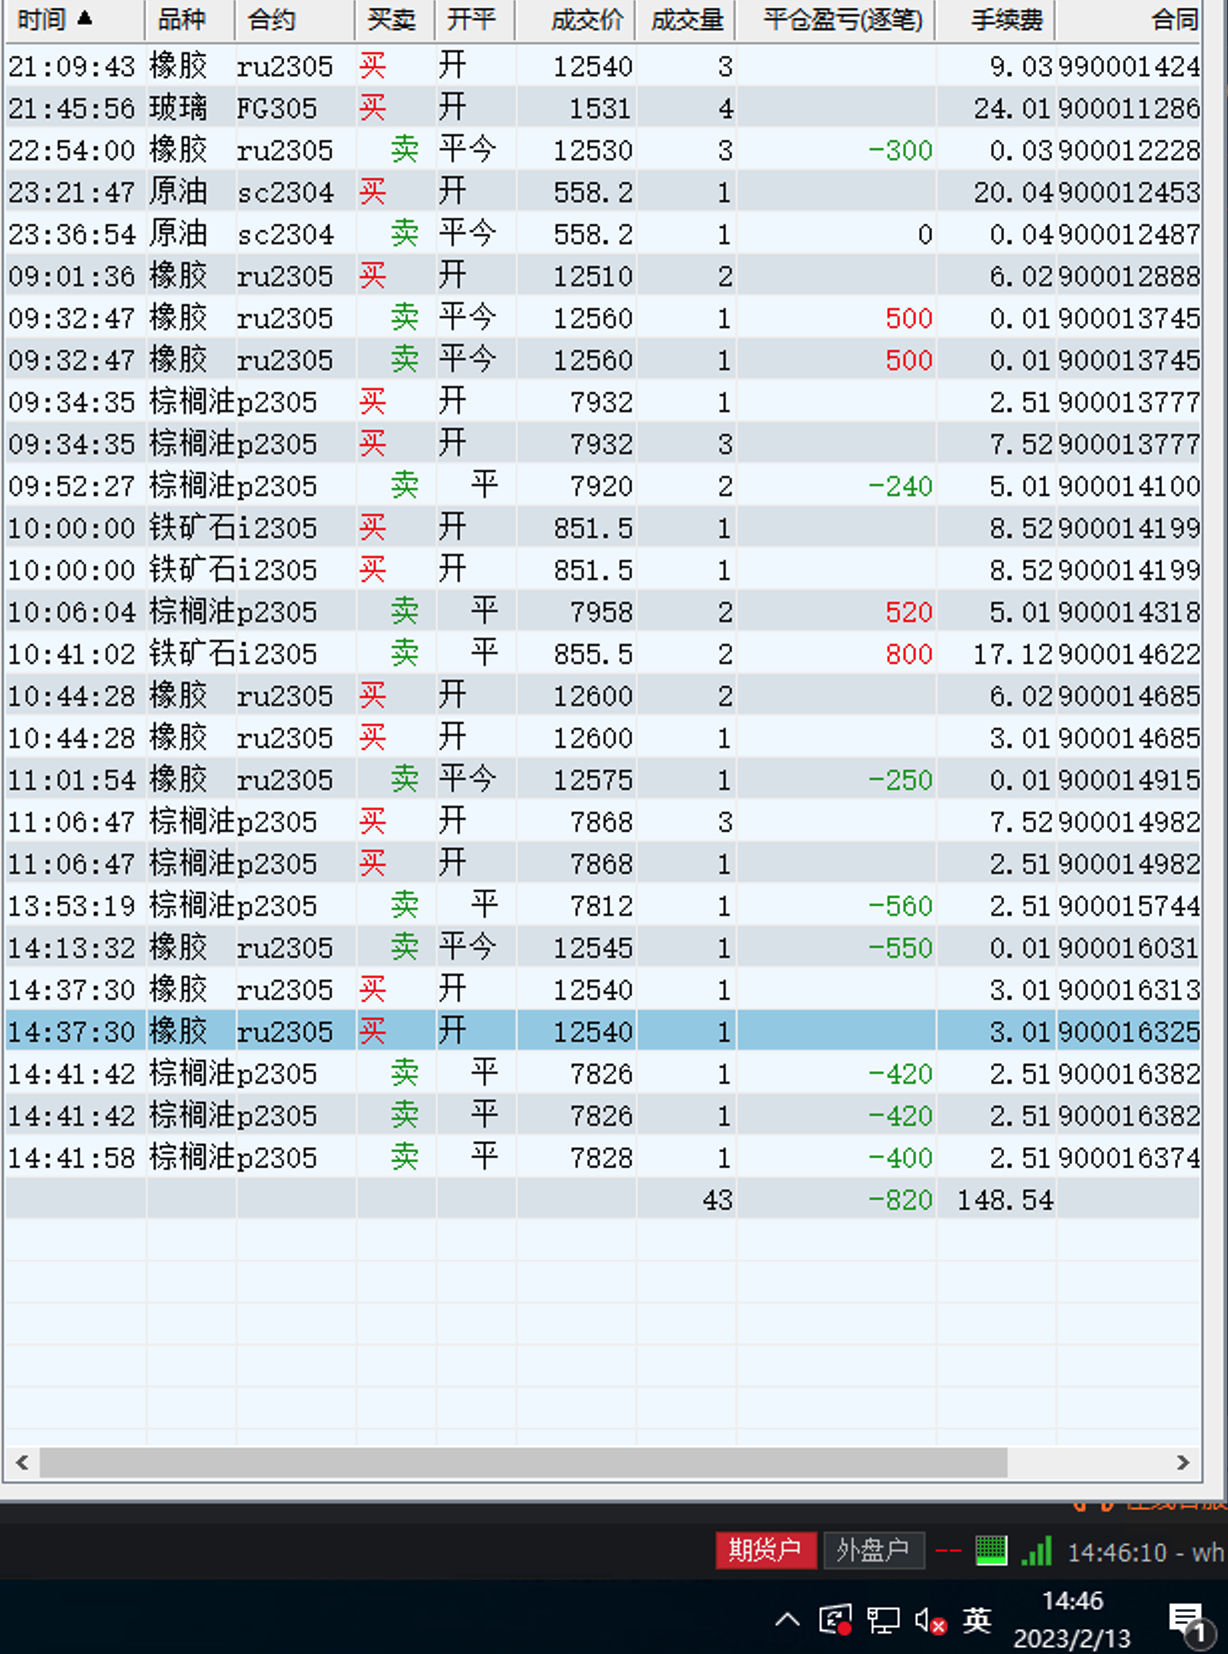 时间▲ 品种 合约 买卖 开平 成交价 成交量 平仓盈亏(逐笔) 手续费 合同
21:09:43 橡胶 ru2305 买 开 12540 3 9.03 990001424
21:45:56 玻璃 FG305 买 开 1531 4 24.01 900011286
22:54:00 橡胶 ru2305 卖 平今 12530 3 -300 0.03 900012228
23:21:47 原油 sc2304 买 开 558.2 1 20.04 900012453
23:36:54 原油 sc2304 卖 平今 558.2 1 0 0.04 900012487
09:01:36 橡胶 ru2305 买 开 12510 2 6.02 900012888
09:32:47 橡胶 ru2305 卖 平今 12560 1 500 0.01 900013745
09:32:47 橡胶 ru2305 卖 平今 12560 1 500 0.01 900013745
09:34:35 棕榈油 p2305 买 开 7932 1 2.51 900013777
09:34:35 棕榈油 p2305 买 开 7932 3 7.52 900013777
09:52:27 棕榈油 p2305 卖 平 7920 2 -240 5.01 900014100
10:00:00 铁矿石 i2305 买 开 851.5 1 8.52 900014199
10:00:00 铁矿石 i2305 买 开 851.5 1 8.52 900014199
10:06:04 棕榈油 p2305 卖 平 7958 2 520 5.01 900014318
10:41:02 铁矿石 i2305 卖 平 855.5 2 800 17.12 900014622
10:44:28 橡胶 ru2305 买 开 12600 2 6.02 900014685
10:44:28 橡胶 ru2305 买 开 12600 1 3.01 900014685
11:01:54 橡胶 ru2305 卖 平今 12575 1 -250 0.01 900014915
11:06:47 棕榈油 p2305 买 开 7868 3 7.52 900014982
11:06:47 棕榈油 p2305 买 开 7868 1 2.51 900014982
13:53:19 棕榈油 p2305 卖 平 7812 1 -560 2.51 900015744
14:13:32 橡胶 ru2305 卖 平今 12545 1 -550 0.01 900016031
14:37:30 橡胶 ru2305 买 开 12540 1 3.01 900016313
14:37:30 橡胶 ru2305 买 开 12540 1 3.01 900016325
14:41:42 棕榈油 p2305 卖 平 7826 1 -420 2.51 900016382
14:41:42 棕榈油 p2305 卖 平 7826 1 -420 2.51 900016382
14:41:58 棕榈油 p2305 卖 平 7828 1 -400 2.51 900016374
43 -820 148.54
期货户 外盘户 -- 14:46:10 - wh
英 14:46
2023/2/13 1